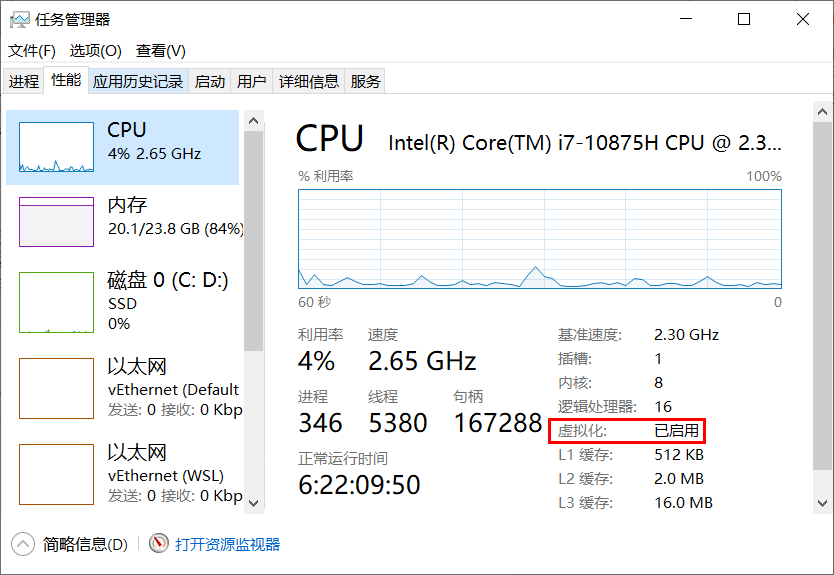 任务管理器
文件(F) 选项(O) 查看(V)
进程 性能 应用历史记录 启动 用户 详细信息 服务
CPU
4% 2.65 GHz
内存
20.1/23.8 GB (84%)
磁盘 0 (C: D:)
SSD
0%
以太网
vEthernet (Default
发送: 0 接收: 0 Kbp
以太网
vEthernet (WSL)
发送: 0 接收: 0 Kbp
CPU Intel(R) Core(TM) i7-10875H CPU @ 2.3...
% 利用率 100%
60 秒 0
利用率 速度
4% 2.65 GHz
进程 线程 句柄
346 5380 167288
正常运行时间
6:22:09:50
基准速度: 2.30 GHz
插槽: 1
内核: 8
逻辑处理器: 16
虚拟化: 已启用
L1 缓存: 512 KB
L2 缓存: 2.0 MB
L3 缓存: 16.0 MB
简略信息(D) 打开资源监视器